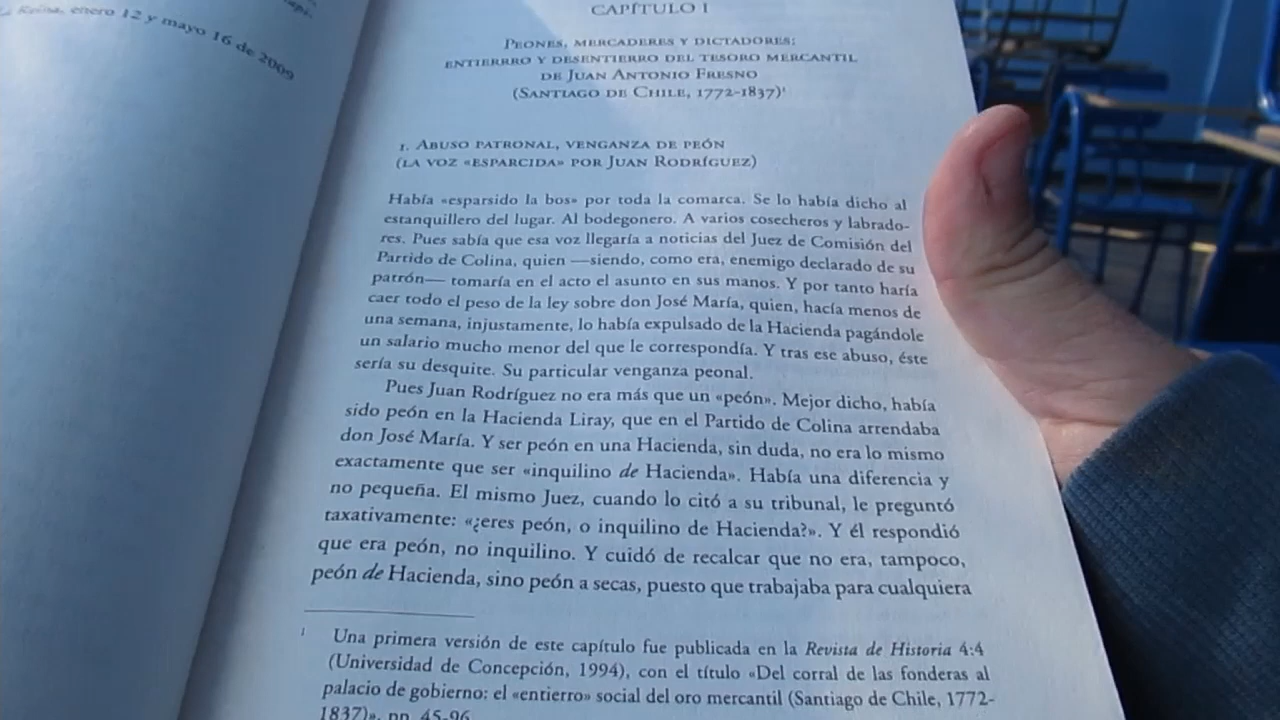 La Reina, enero 12 y mayo 16 de 2009
CAPÍTULO I
PEONES, MERCADERES Y DICTADORES:
ENTIERRRO Y DESENTIERRO DEL TESORO MERCANTIL
DE JUAN ANTONIO FRESNO
(SANTIAGO DE CHILE, 1772-1837)¹
1. ABUSO PATRONAL, VENGANZA DE PEÓN
(LA VOZ «ESPARCIDA» POR JUAN RODRÍGUEZ)
Había «esparsido la bos» por toda la comarca. Se lo había dicho al
estanquillero del lugar. Al bodegonero. A varios cosecheros y labrado-
res. Pues sabía que esa voz llegaría a noticias del Juez de Comisión del
Partido de Colina, quien —siendo, como era, enemigo declarado de su
patrón— tomaría en el acto el asunto en sus manos. Y por tanto haría
caer todo el peso de la ley sobre don José María, quien, hacía menos de
una semana, injustamente, lo había expulsado de la Hacienda pagándole
un salario mucho menor del que le correspondía. Y tras ese abuso, éste
sería su desquite. Su particular venganza peonal.
Pues Juan Rodríguez no era más que un «peón». Mejor dicho, había
sido peón en la Hacienda Liray, que en el Partido de Colina arrendaba
don José María. Y ser peón en una Hacienda, sin duda, no era lo mismo
exactamente que ser «inquilino de Hacienda». Había una diferencia y
no pequeña. El mismo Juez, cuando lo citó a su tribunal, le preguntó
taxativamente: «¿eres peón, o inquilino de Hacienda?». Y él respondió
que era peón, no inquilino. Y cuidó de recalcar que no era, tampoco,
peón de Hacienda, sino peón a secas, puesto que trabajaba para cualquiera
¹ Una primera versión de este capítulo fue publicada en la Revista de Historia 4:4
(Universidad de Concepción, 1994), con el título «Del corral de las fonderas al
palacio de gobierno: el «entierro» social del oro mercantil (Santiago de Chile, 1772-
1837)», pp. 45-96.